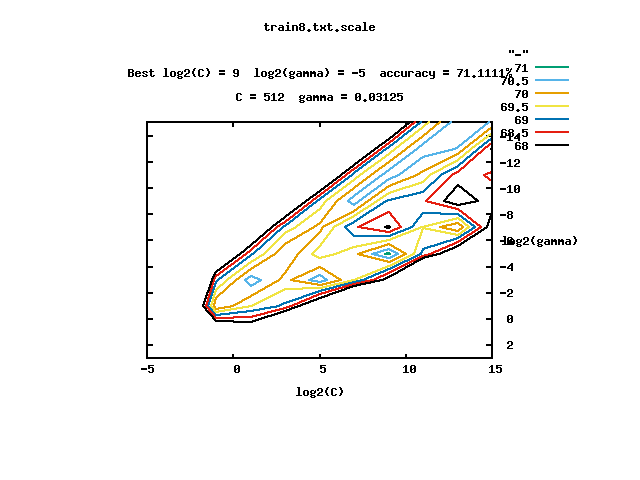 train8.txt.scale
"-"
Best log2(C) = 9  log2(gamma) = -5  accuracy = 71.1111%
71
70.5
70
69.5
69
68.5
68
C = 512  gamma = 0.03125
-14
-12
-10
-8
-6
-4
-2
0
2
log2(gamma)
-5 0 5 10 15
log2(C)